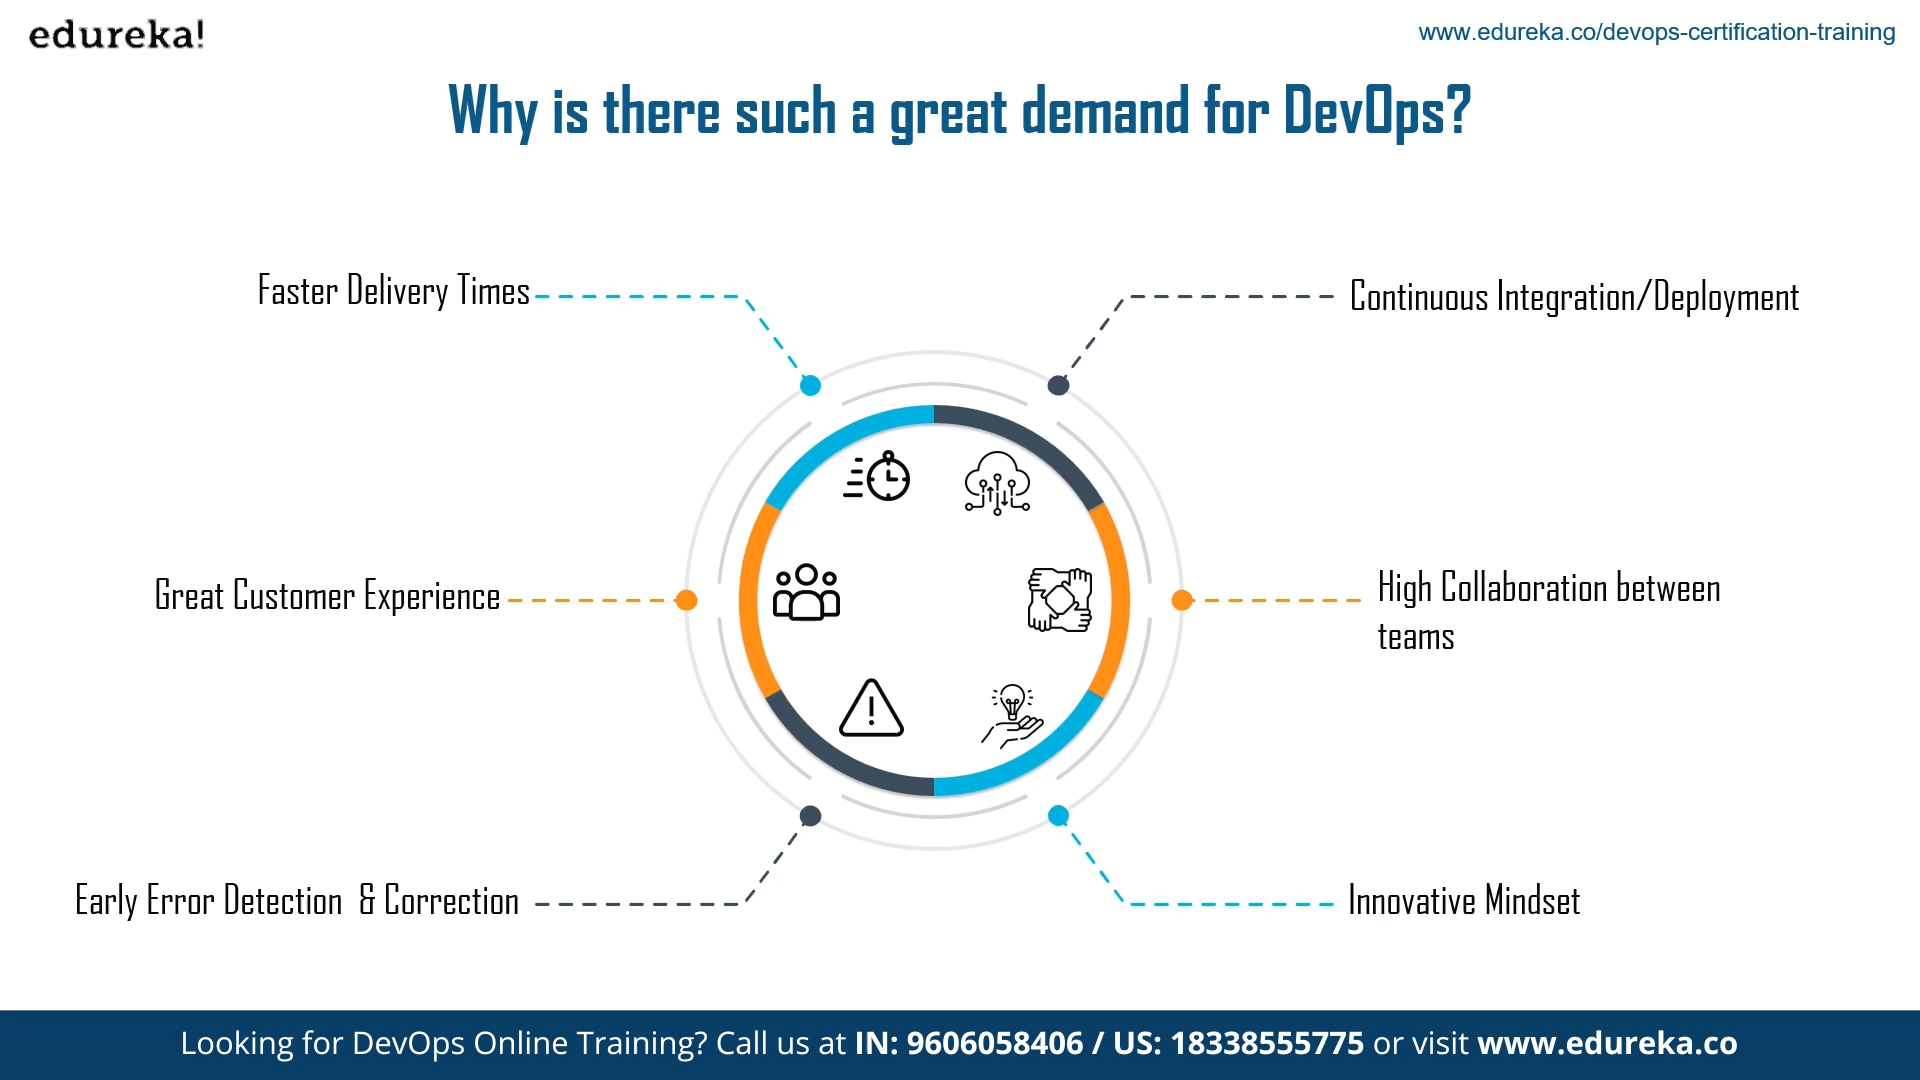 edureka!
www.edureka.co/devops-certification-training
Why is there such a great demand for DevOps?
Faster Delivery Times
Continuous Integration/Deployment
Great Customer Experience
High Collaboration between
teams
Early Error Detection  & Correction
Innovative Mindset
Looking for DevOps Online Training? Call us at IN: 9606058406 / US: 18338555775 or visit www.edureka.co